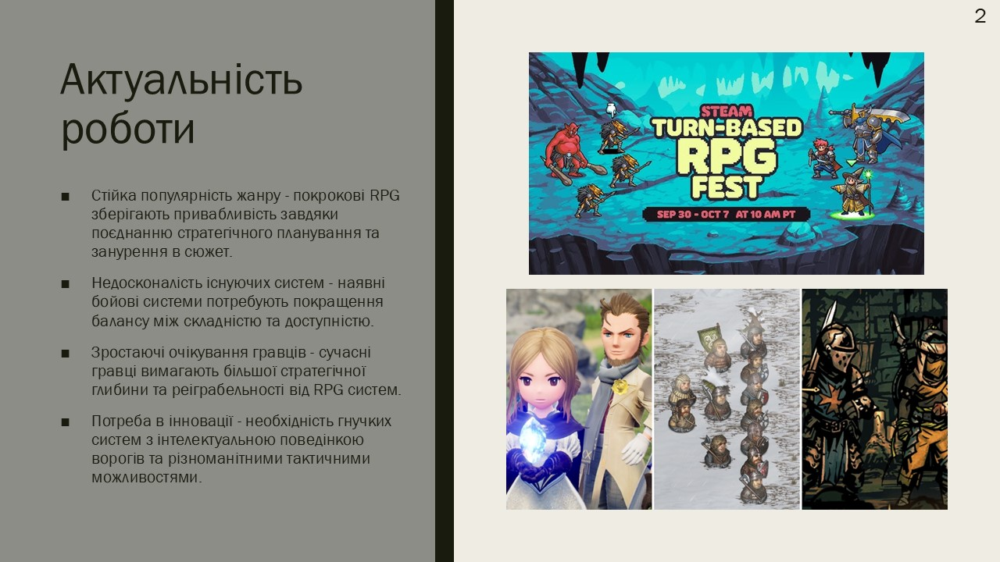 2
Актуальність
роботи
■ Стійка популярність жанру - покрокові RPG
зберігають привабливість завдяки
поєднанню стратегічного планування та
занурення в сюжет.
■ Недосконалість існуючих систем - наявні
бойові системи потребують покращення
балансу між складністю та доступністю.
■ Зростаючі очікування гравців - сучасні
гравці вимагають більшої стратегічної
глибини та реіграбельності від RPG систем.
■ Потреба в інновації - необхідність гнучких
систем з інтелектуальною поведінкою
ворогів та різноманітними тактичними
можливостями.
STEAM
TURN-BASED
RPG
FEST
SEP 30 - OCT 7 AT 10 AM PT